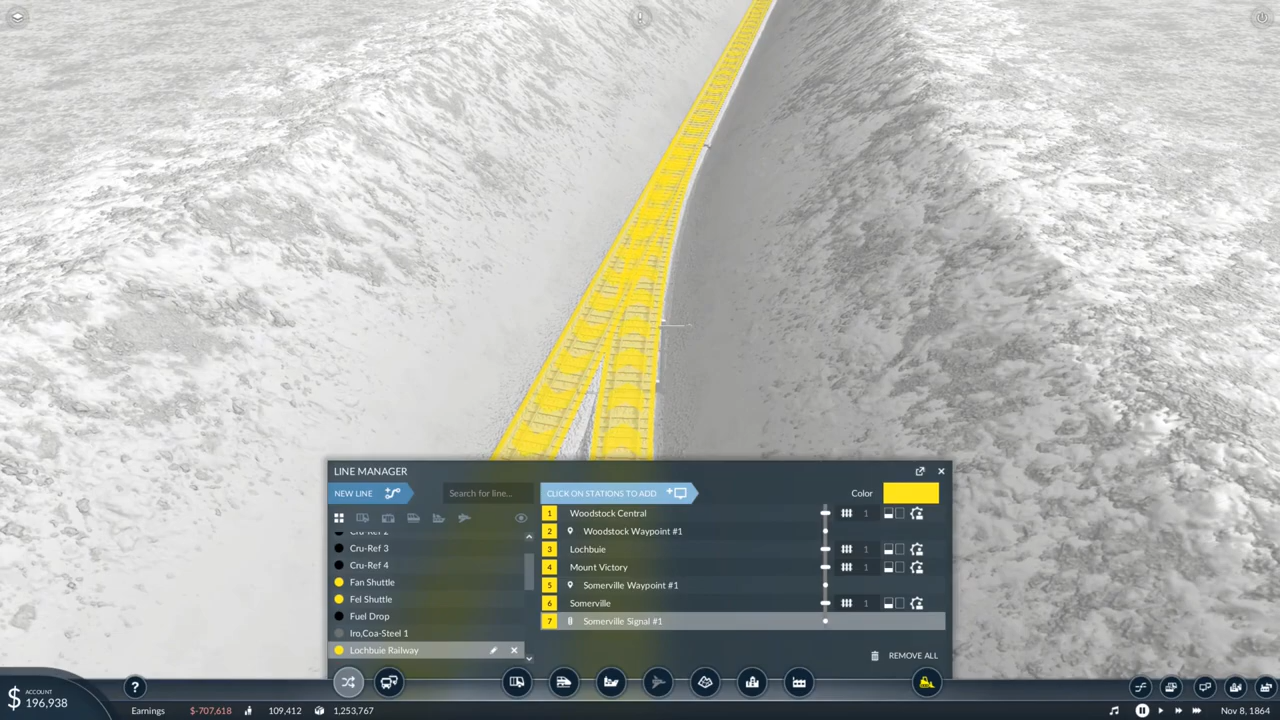 LINE MANAGER
NEW LINE
Search for line...
CLICK ON STATIONS TO ADD
Color
Cru-Ref 2
Cru-Ref 3
Cru-Ref 4
Fan Shuttle
Fel Shuttle
Fuel Drop
Iro,Coa-Steel 1
Lochbuie Railway
1 Woodstock Central 1
2 Woodstock Waypoint #1
3 Lochbuie 1
4 Mount Victory 1
5 Somerville Waypoint #1
6 Somerville 1
7 Somerville Signal #1
REMOVE ALL
$ ACCOUNT
196,938
?
Earnings $-707,618 109,412 1,253,767 Nov 8, 1864